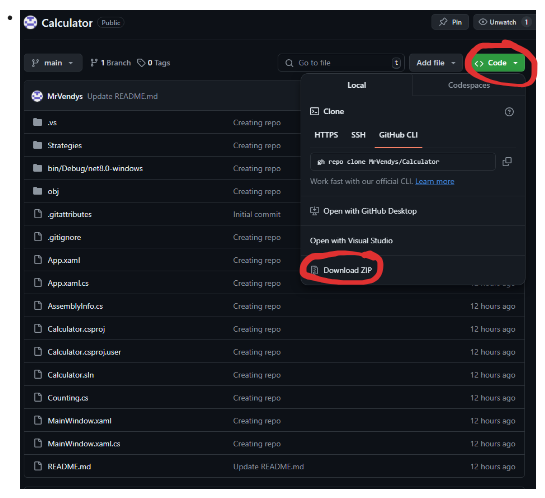 Calculator Public
Pin
Unwatch 1
main
1 Branch
0 Tags
Go to file t
Add file
Code
Local
Codespaces
Clone
HTTPS SSH GitHub CLI
gh repo clone MrVendys/Calculator
Work fast with our official CLI. Learn more
Open with GitHub Desktop
Open with Visual Studio
Download ZIP
MrVendys Update README.md
.vs Creating repo
Strategies Creating repo
bin/Debug/net8.0-windows Creating repo
obj Creating repo
.gitattributes Initial commit
.gitignore Creating repo
App.xaml Creating repo
App.xaml.cs Creating repo 12 hours ago
AssemblyInfo.cs Creating repo 12 hours ago
Calculator.csproj Creating repo 12 hours ago
Calculator.csproj.user Creating repo 12 hours ago
Calculator.sln Creating repo 12 hours ago
Counting.cs Creating repo 12 hours ago
MainWindow.xaml Creating repo 12 hours ago
MainWindow.xaml.cs Creating repo 12 hours ago
README.md Update README.md 12 hours ago